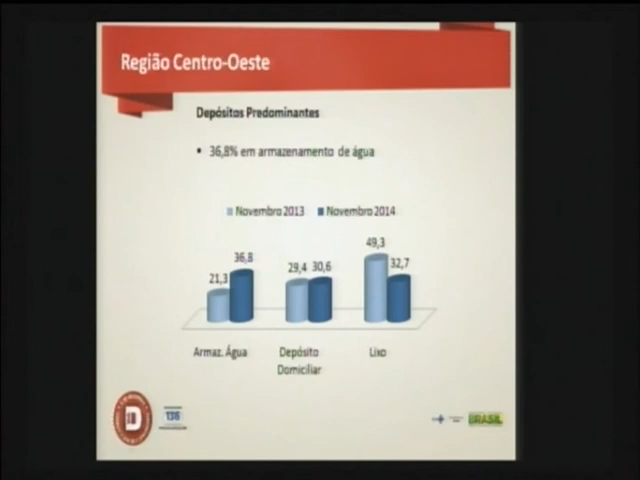 Região Centro-Oeste
Depósitos Predominantes
• 36,8% em armazenamento de água
Novembro 2013 Novembro 2014
21,3 36,8 29,4 30,6 49,3 32,7
Armaz. Água Depósito Domiciliar Lixo
D
136
BRASIL